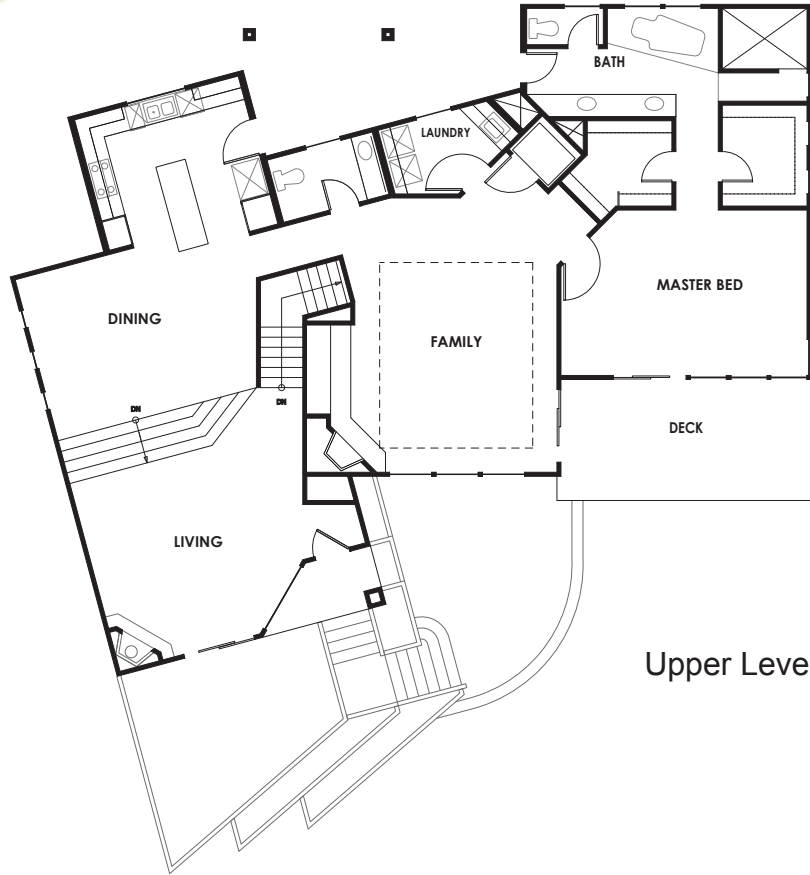 BATH
LAUNDRY
MASTER BED
DINING
FAMILY
DN
DN
DECK
LIVING
Upper Leve